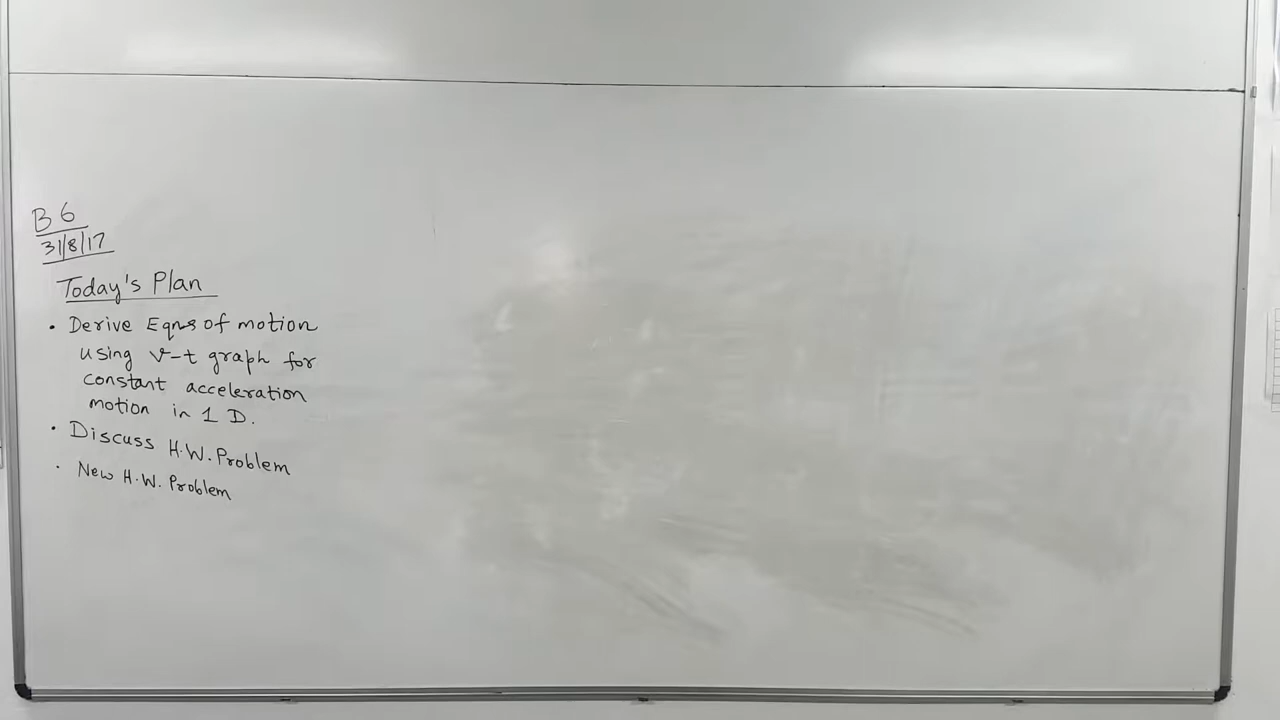 B 6
31/8/17
Today's Plan
• Derive Eqns of motion
using v-t graph for
constant acceleration
motion in 1 D.
• Discuss H.W. Problem
• New H.W. Problem